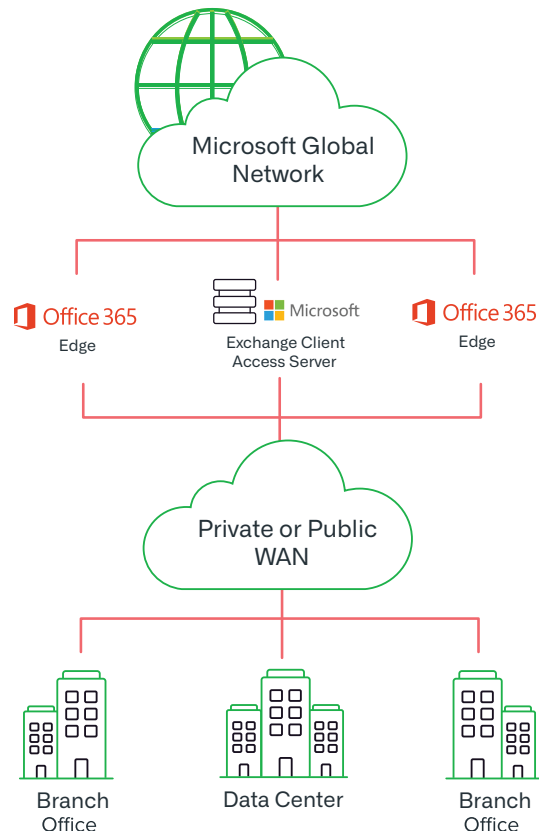 Microsoft Global
Network
Office 365
Edge
Microsoft
Exchange Client
Access Server
Office 365
Edge
Private or Public
WAN
Branch
Office
Data Center
Branch
Office